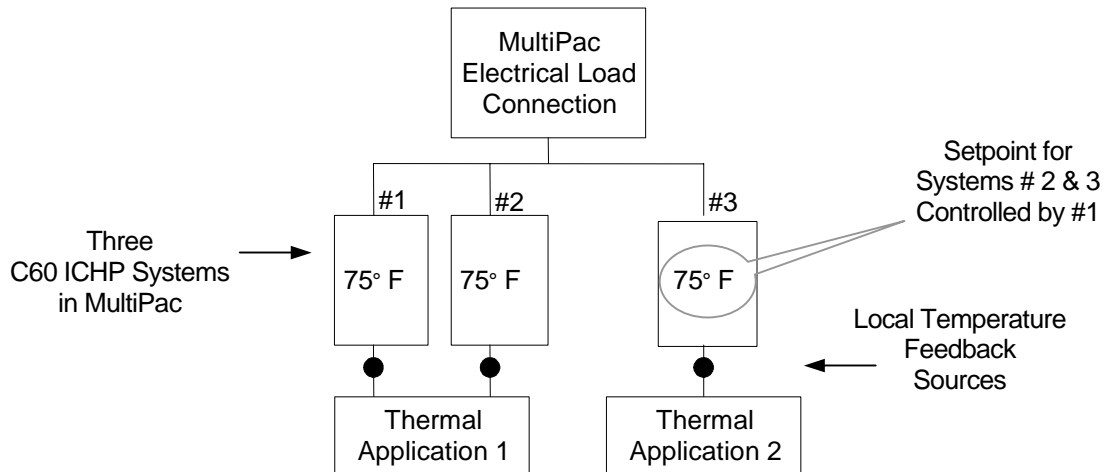 MultiPac
Electrical Load
Connection
Setpoint for
Systems # 2 & 3
Controlled by #1
#1
#2
#3
Three
C60 ICHP Systems
in MultiPac
75° F
75° F
75° F
Local Temperature
Feedback
Sources
Thermal
Application 1
Thermal
Application 2